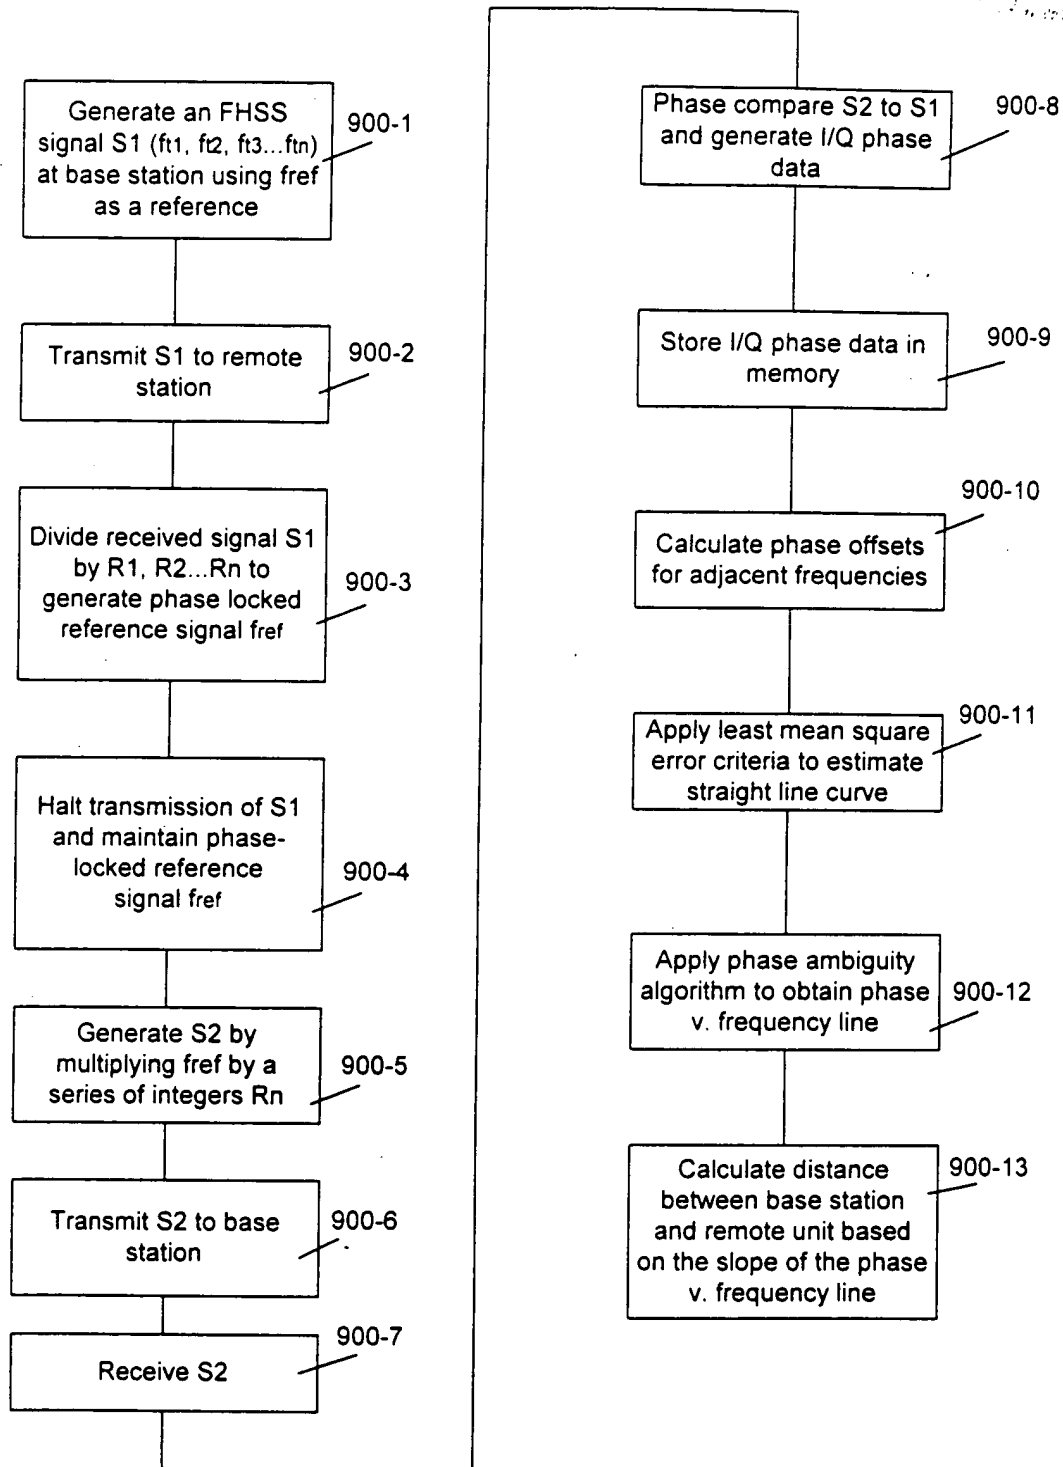 Generate an FHSS
signal S1 (ft1, ft2, ft3...ftn)
at base station using fref
as a reference
900-1
Transmit S1 to remote
station
900-2
Divide received signal S1
by R1, R2...Rn to
generate phase locked
reference signal fref
900-3
Halt transmission of S1
and maintain phase-
locked reference
signal fref
900-4
Generate S2 by
multiplying fref by a
series of integers Rn
900-5
Transmit S2 to base
station
900-6
Receive S2
900-7
Phase compare S2 to S1
and generate I/Q phase
data
900-8
Store I/Q phase data in
memory
900-9
Calculate phase offsets
for adjacent frequencies
900-10
Apply least mean square
error criteria to estimate
straight line curve
900-11
Apply phase ambiguity
algorithm to obtain phase
v. frequency line
900-12
Calculate distance
between base station
and remote unit based
on the slope of the phase
v. frequency line
900-13